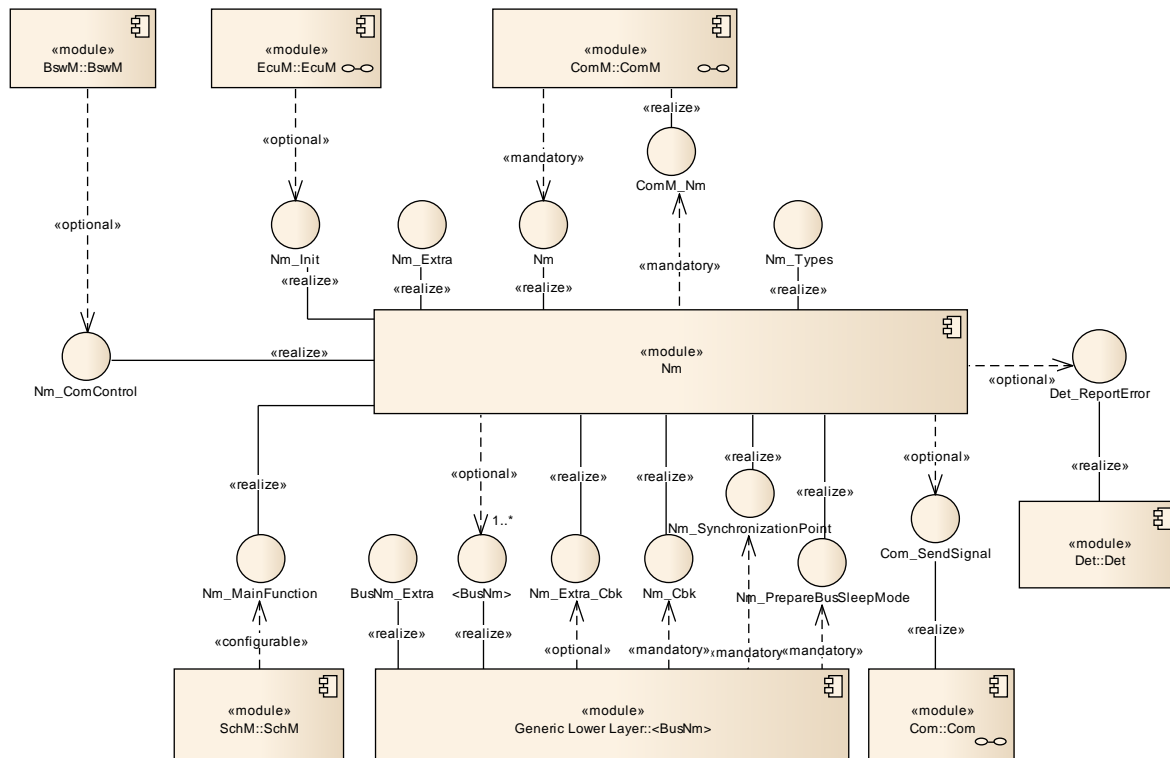 «module»
BswM::BswM
«module»
EcuM::EcuM
«module»
ComM::ComM
«realize»
«optional»
«mandatory»
ComM_Nm
«optional»
Nm_Init
Nm_Extra
Nm
«mandatory»
Nm_Types
«realize»
«realize»
«realize»
«realize»
«realize»
«module»
Nm
Nm_ComControl
«optional»
Det_ReportError
«realize»
«optional»
«realize»
«realize»
«realize»
«realize»
«optional»
«realize»
1..*
Nm_SynchronizationPoint
Com_SendSignal
«module»
Det::Det
Nm_MainFunction
BusNm_Extra
<BusNm>
Nm_Extra_Cbk
Nm_Cbk
Nm_PrepareBusSleepMode
«configurable»
«realize»
«realize»
«optional»
«mandatory»
«mandatory»
«mandatory»
«realize»
«module»
SchM::SchM
«module»
Generic Lower Layer::<BusNm>
«module»
Com::Com